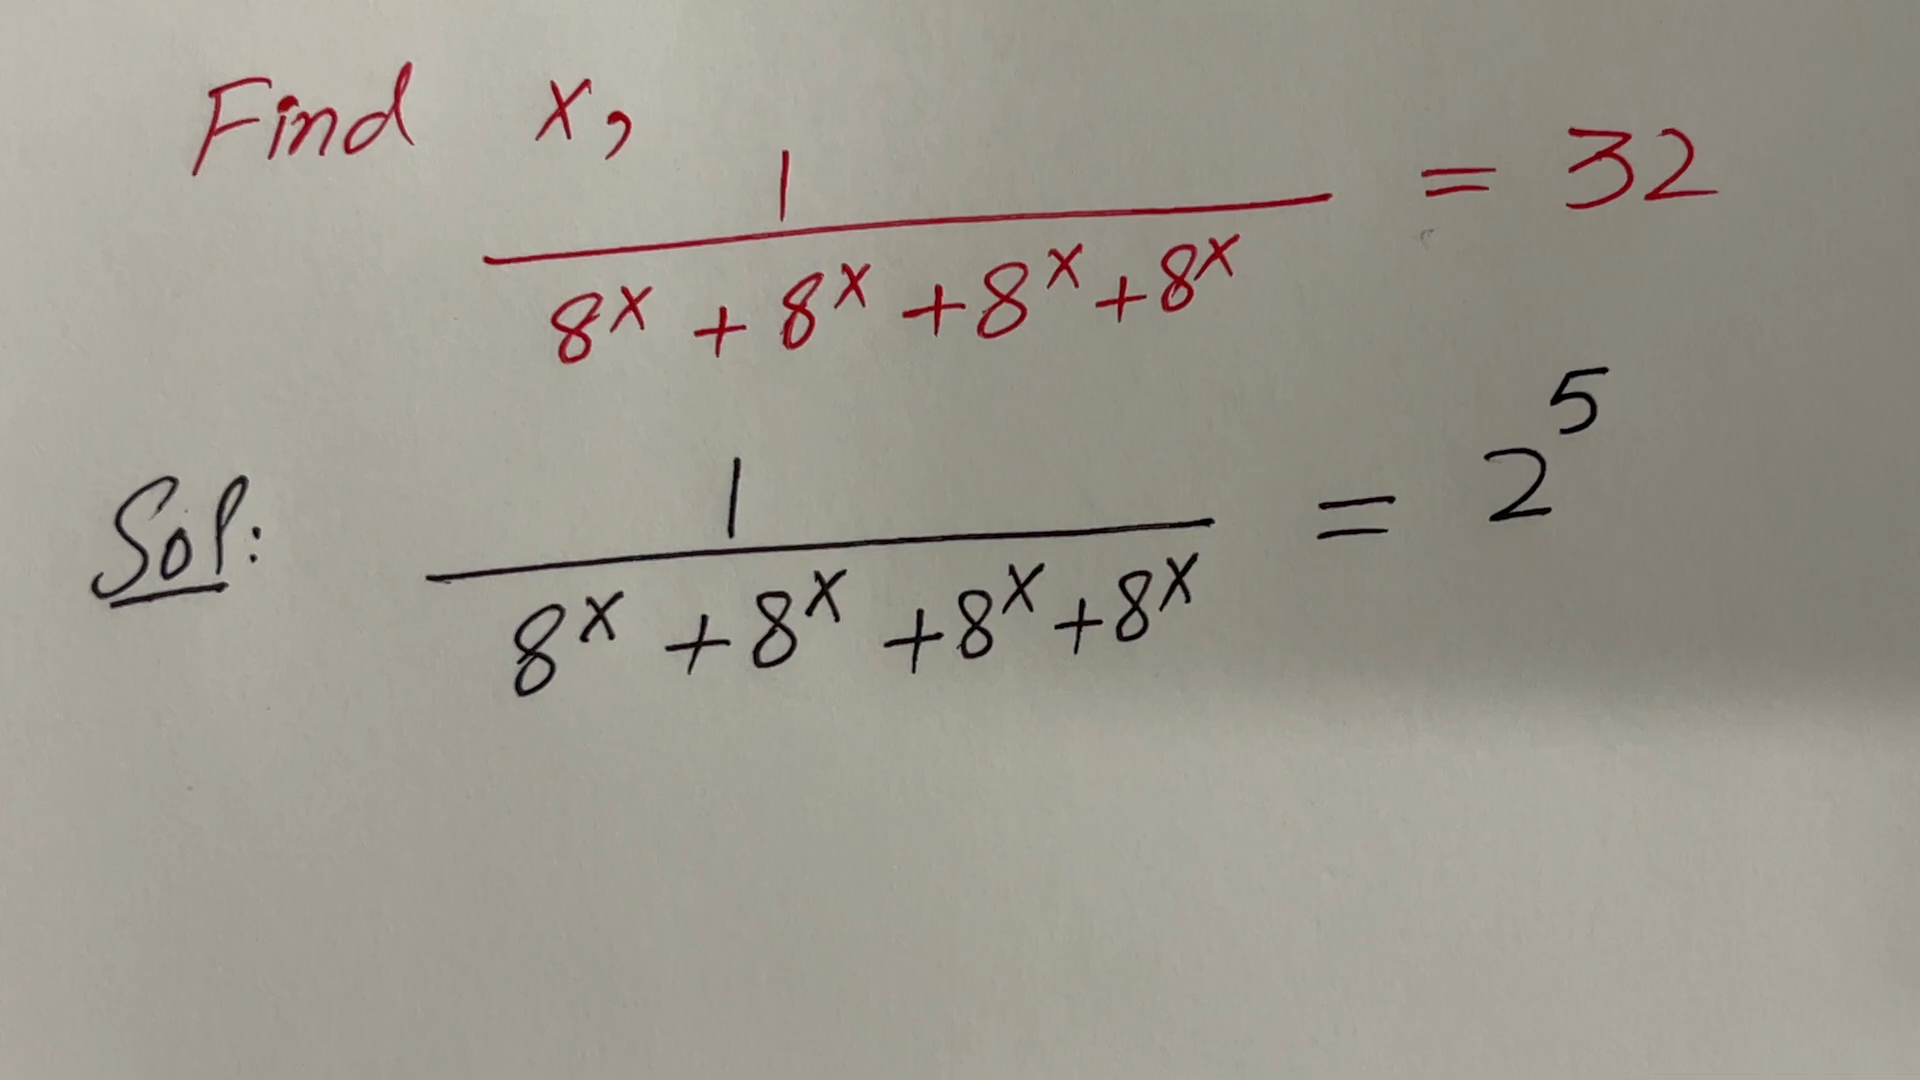 Find x,
1/(8^x + 8^x + 8^x + 8^x) = 32
Sol: 1/(8^x + 8^x + 8^x + 8^x) = 2^5